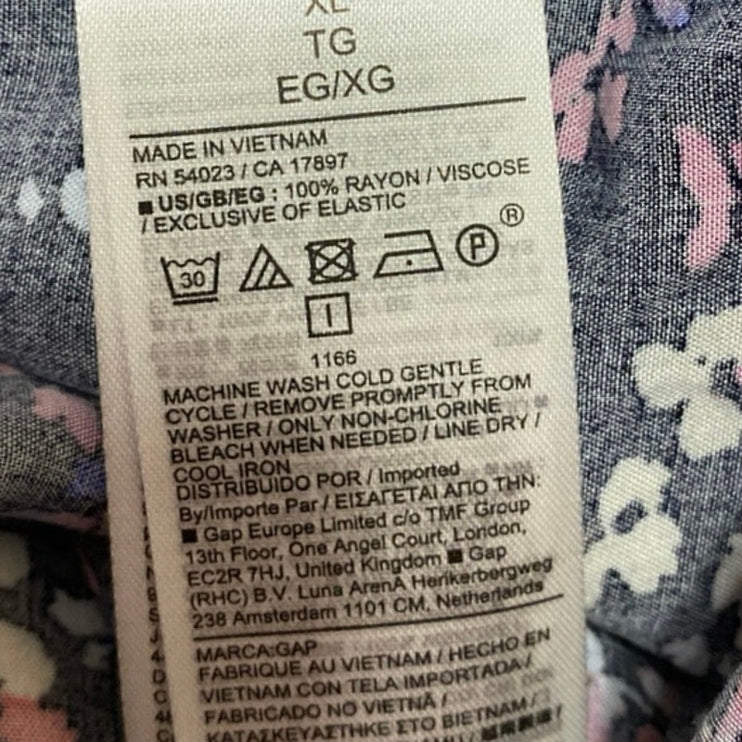 XL
TG
EG/XG
MADE IN VIETNAM
RN 54023 / CA 17897
■ US/GB/EG : 100% RAYON / VISCOSE
/ EXCLUSIVE OF ELASTIC
30 P ®
1166
MACHINE WASH COLD GENTLE
CYCLE / REMOVE PROMPTLY FROM
WASHER / ONLY NON-CHLORINE
BLEACH WHEN NEEDED / LINE DRY /
COOL IRON
DISTRIBUIDO POR / Imported
By/Importe Par / ΕΙΣΑΓΕΤΑΙ ΑΠΟ ΤΗΝ:
■ Gap Europe Limited c/o TMF Group
13th Floor, One Angel Court, London,
EC2R 7HJ, United Kingdom ■ Gap
(RHC) B.V. Luna ArenA Herikerbergweg
238 Amsterdam 1101 CM, Netherlands
MARCA:GAP
FABRIQUE AU VIETNAM / HECHO EN
VIETNAM CON TELA IMPORTADA /
FABRICADO NO VIETNÃ /
ΚΑΤΑΣΚΕΥΑΣΤΗΚΕ ΣΤΟ ΒΙΕΤΝΑΜ /